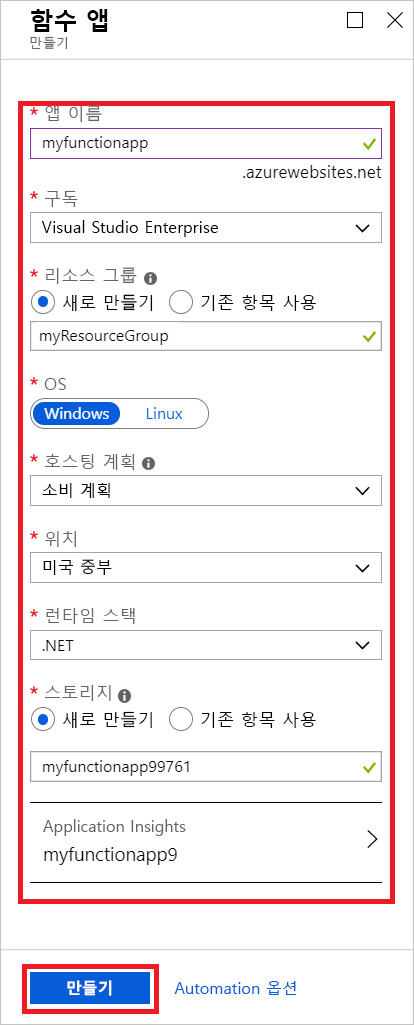 함수 앱
만들기
* 앱 이름
myfunctionapp
.azurewebsites.net
* 구독
Visual Studio Enterprise
* 리소스 그룹
새로 만들기 기존 항목 사용
myResourceGroup
* OS
Windows Linux
* 호스팅 계획
소비 계획
* 위치
미국 중부
* 런타임 스택
.NET
* 스토리지
새로 만들기 기존 항목 사용
myfunctionapp99761
Application Insights
myfunctionapp9
만들기 Automation 옵션